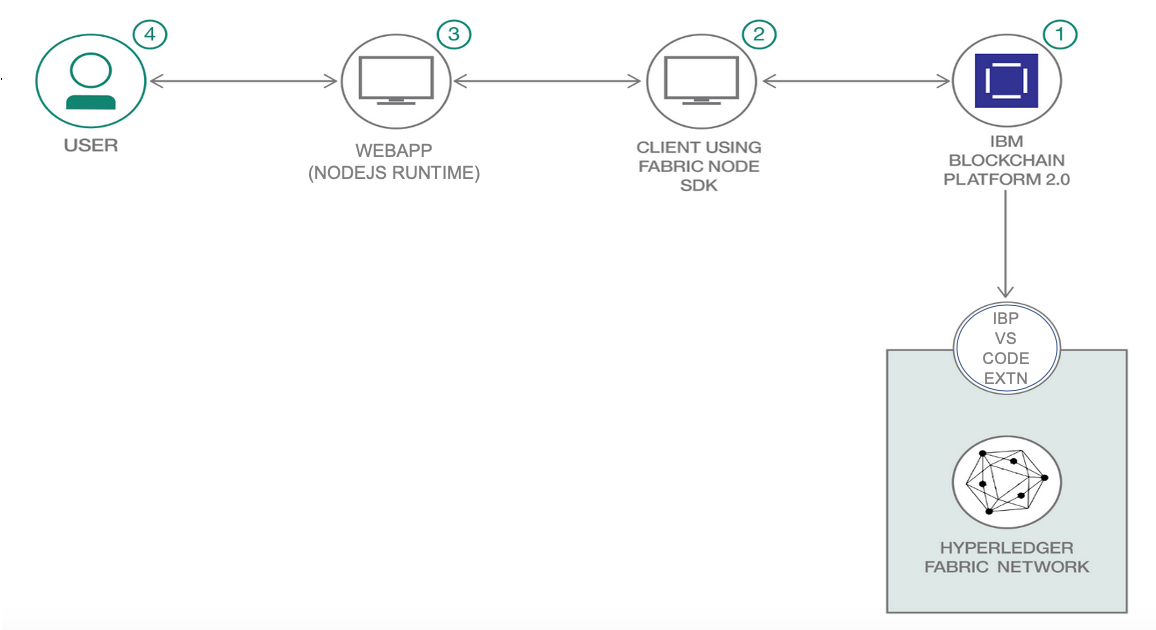 4
3
2
1
USER
WEBAPP
(NODEJS RUNTIME)
CLIENT USING
FABRIC NODE
SDK
IBM
BLOCKCHAIN
PLATFORM 2.0
IBP
VS
CODE
EXTN
HYPERLEDGER
FABRIC NETWORK